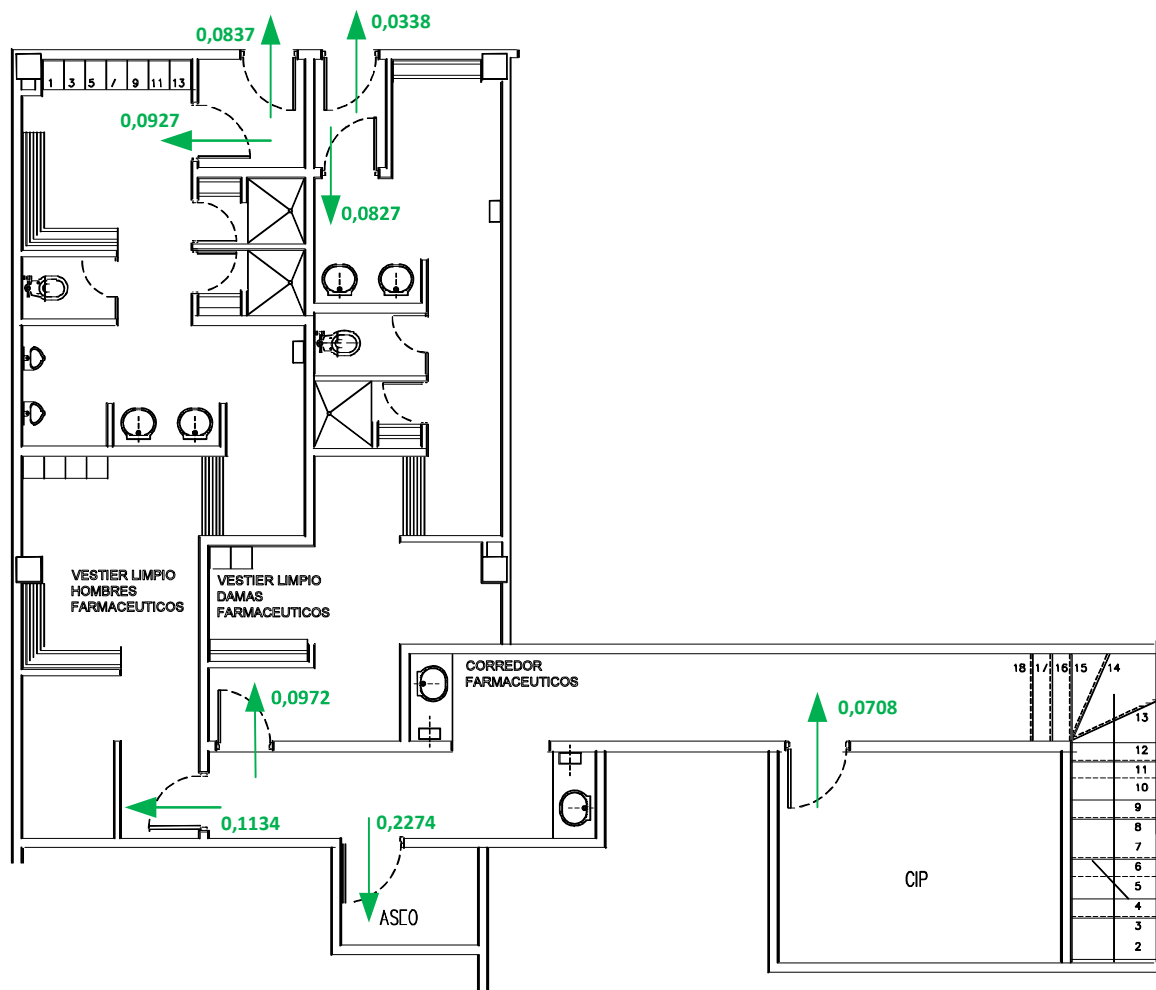 0,0837
0,0338
1 3 5 / 9 11 13
0,0927
0,0827
VESTIER LIMPIO
HOMBRES
FARMACEUTICOS
VESTIER LIMPIO
DAMAS
FARMACEUTICOS
CORREDOR
FARMACEUTICOS
18 1/ 16 15 14
0,0972
0,0708
13
12
11
10
9
8
7
6
5
4
3
2
0,1134
0,2274
CIP
ASEO